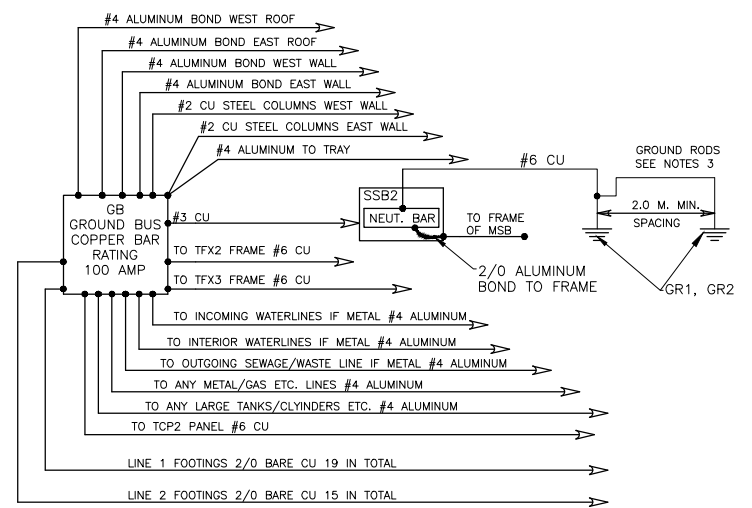 #4 ALUMINUM BOND WEST ROOF
#4 ALUMINUM BOND EAST ROOF
#4 ALUMINUM BOND WEST WALL
#4 ALUMINUM BOND EAST WALL
#2 CU STEEL COLUMNS WEST WALL
#2 CU STEEL COLUMNS EAST WALL
#4 ALUMINUM TO TRAY
#6 CU
GROUND RODS
SEE NOTES 3
2.0 M. MIN.
SPACING
GR1, GR2
SSB2
NEUT. BAR
TO FRAME
OF MSB
2/0 ALUMINUM
BOND TO FRAME
GB
GROUND BUS
COPPER BAR
RATING
100 AMP
#3 CU
TO TFX2 FRAME #6 CU
TO TFX3 FRAME #6 CU
TO INCOMING WATERLINES IF METAL #4 ALUMINUM
TO INTERIOR WATERLINES IF METAL #4 ALUMINUM
TO OUTGOING SEWAGE/WASTE LINE IF METAL #4 ALUMINUM
TO ANY METAL/GAS ETC. LINES #4 ALUMINUM
TO ANY LARGE TANKS/CLYINDERS ETC. #4 ALUMINUM
TO TCP2 PANEL #6 CU
LINE 1 FOOTINGS 2/0 BARE CU 19 IN TOTAL
LINE 2 FOOTINGS 2/0 BARE CU 15 IN TOTAL